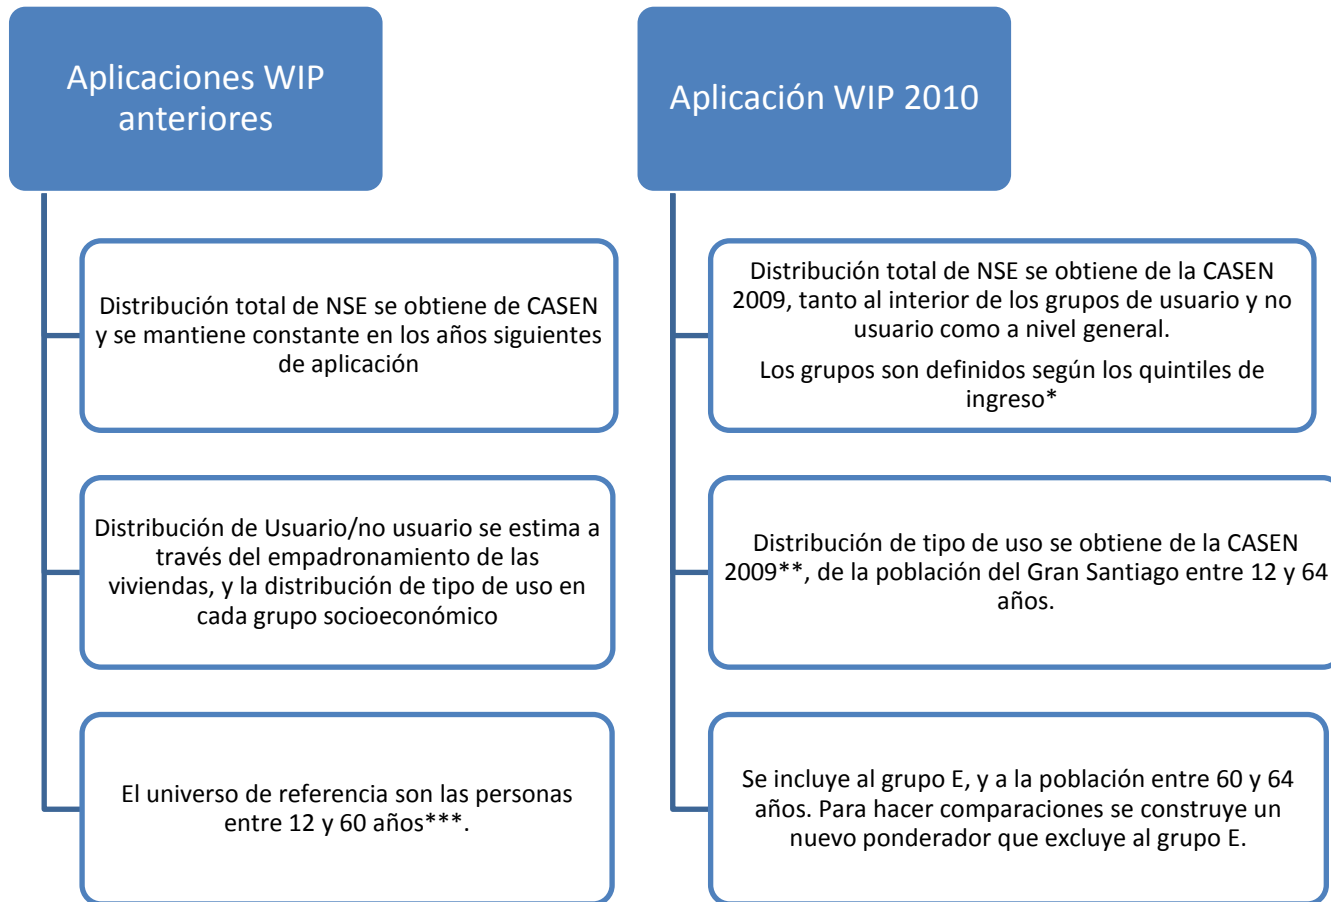 Aplicaciones WIP
anteriores
Distribución total de NSE se obtiene de CASEN
y se mantiene constante en los años siguientes
de aplicación
Distribución de Usuario/no usuario se estima a
través del empadronamiento de las
viviendas, y la distribución de tipo de uso en
cada grupo socioeconómico
El universo de referencia son las personas
entre 12 y 60 años***.
Aplicación WIP 2010
Distribución total de NSE se obtiene de la CASEN
2009, tanto al interior de los grupos de usuario y no
usuario como a nivel general.
Los grupos son definidos según los quintiles de
ingreso*
Distribución de tipo de uso se obtiene de la CASEN
2009**, de la población del Gran Santiago entre 12 y 64
años.
Se incluye al grupo E, y a la población entre 60 y 64
años. Para hacer comparaciones se construye un
nuevo ponderador que excluye al grupo E.